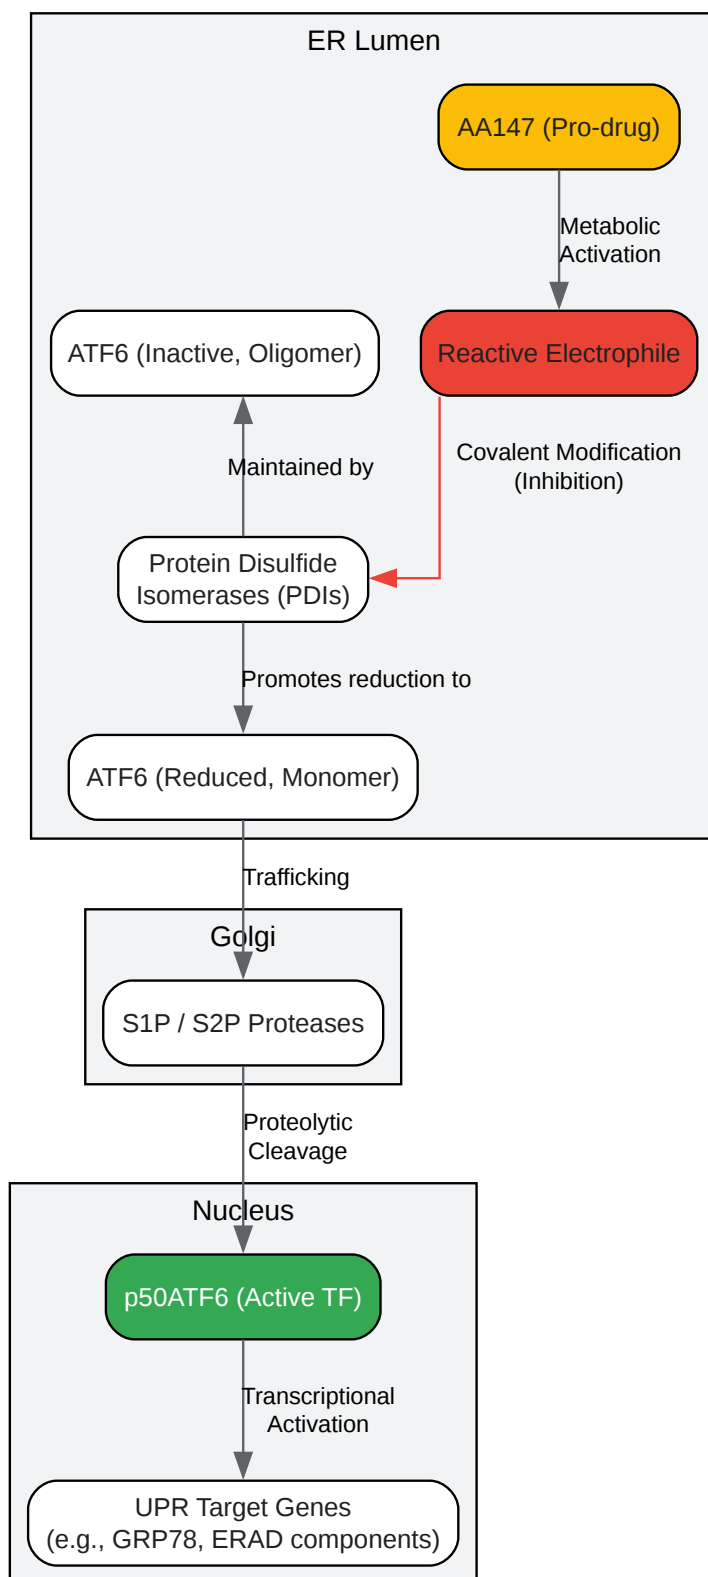 ER Lumen
AA147 (Pro-drug)
Metabolic
Activation
ATF6 (Inactive, Oligomer)
Reactive Electrophile
Maintained by
Covalent Modification
(Inhibition)
Protein Disulfide
Isomerases (PDIs)
Promotes reduction to
ATF6 (Reduced, Monomer)
Trafficking
Golgi
S1P / S2P Proteases
Proteolytic
Cleavage
Nucleus
p50ATF6 (Active TF)
Transcriptional
Activation
UPR Target Genes
(e.g., GRP78, ERAD components)